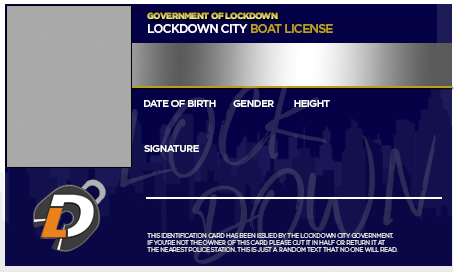 GOVERNMENT OF LOCKDOWN
LOCKDOWN CITY BOAT LICENSE
DATE OF BIRTH GENDER HEIGHT
SIGNATURE
LOCK
DOWN
LD
THIS IDENTIFICATION CARD HAS BEEN ISSUED BY THE LOCKDOWN CITY GOVERNMENT.
IF YOU'RE NOT THE OWNER OF THIS CARD PLEASE CUT IT IN HALF OR RETURN IT AT
THE NEAREST POLICE STATION. THIS IS JUST A RANDOM TEXT THAT NO ONE WILL READ.